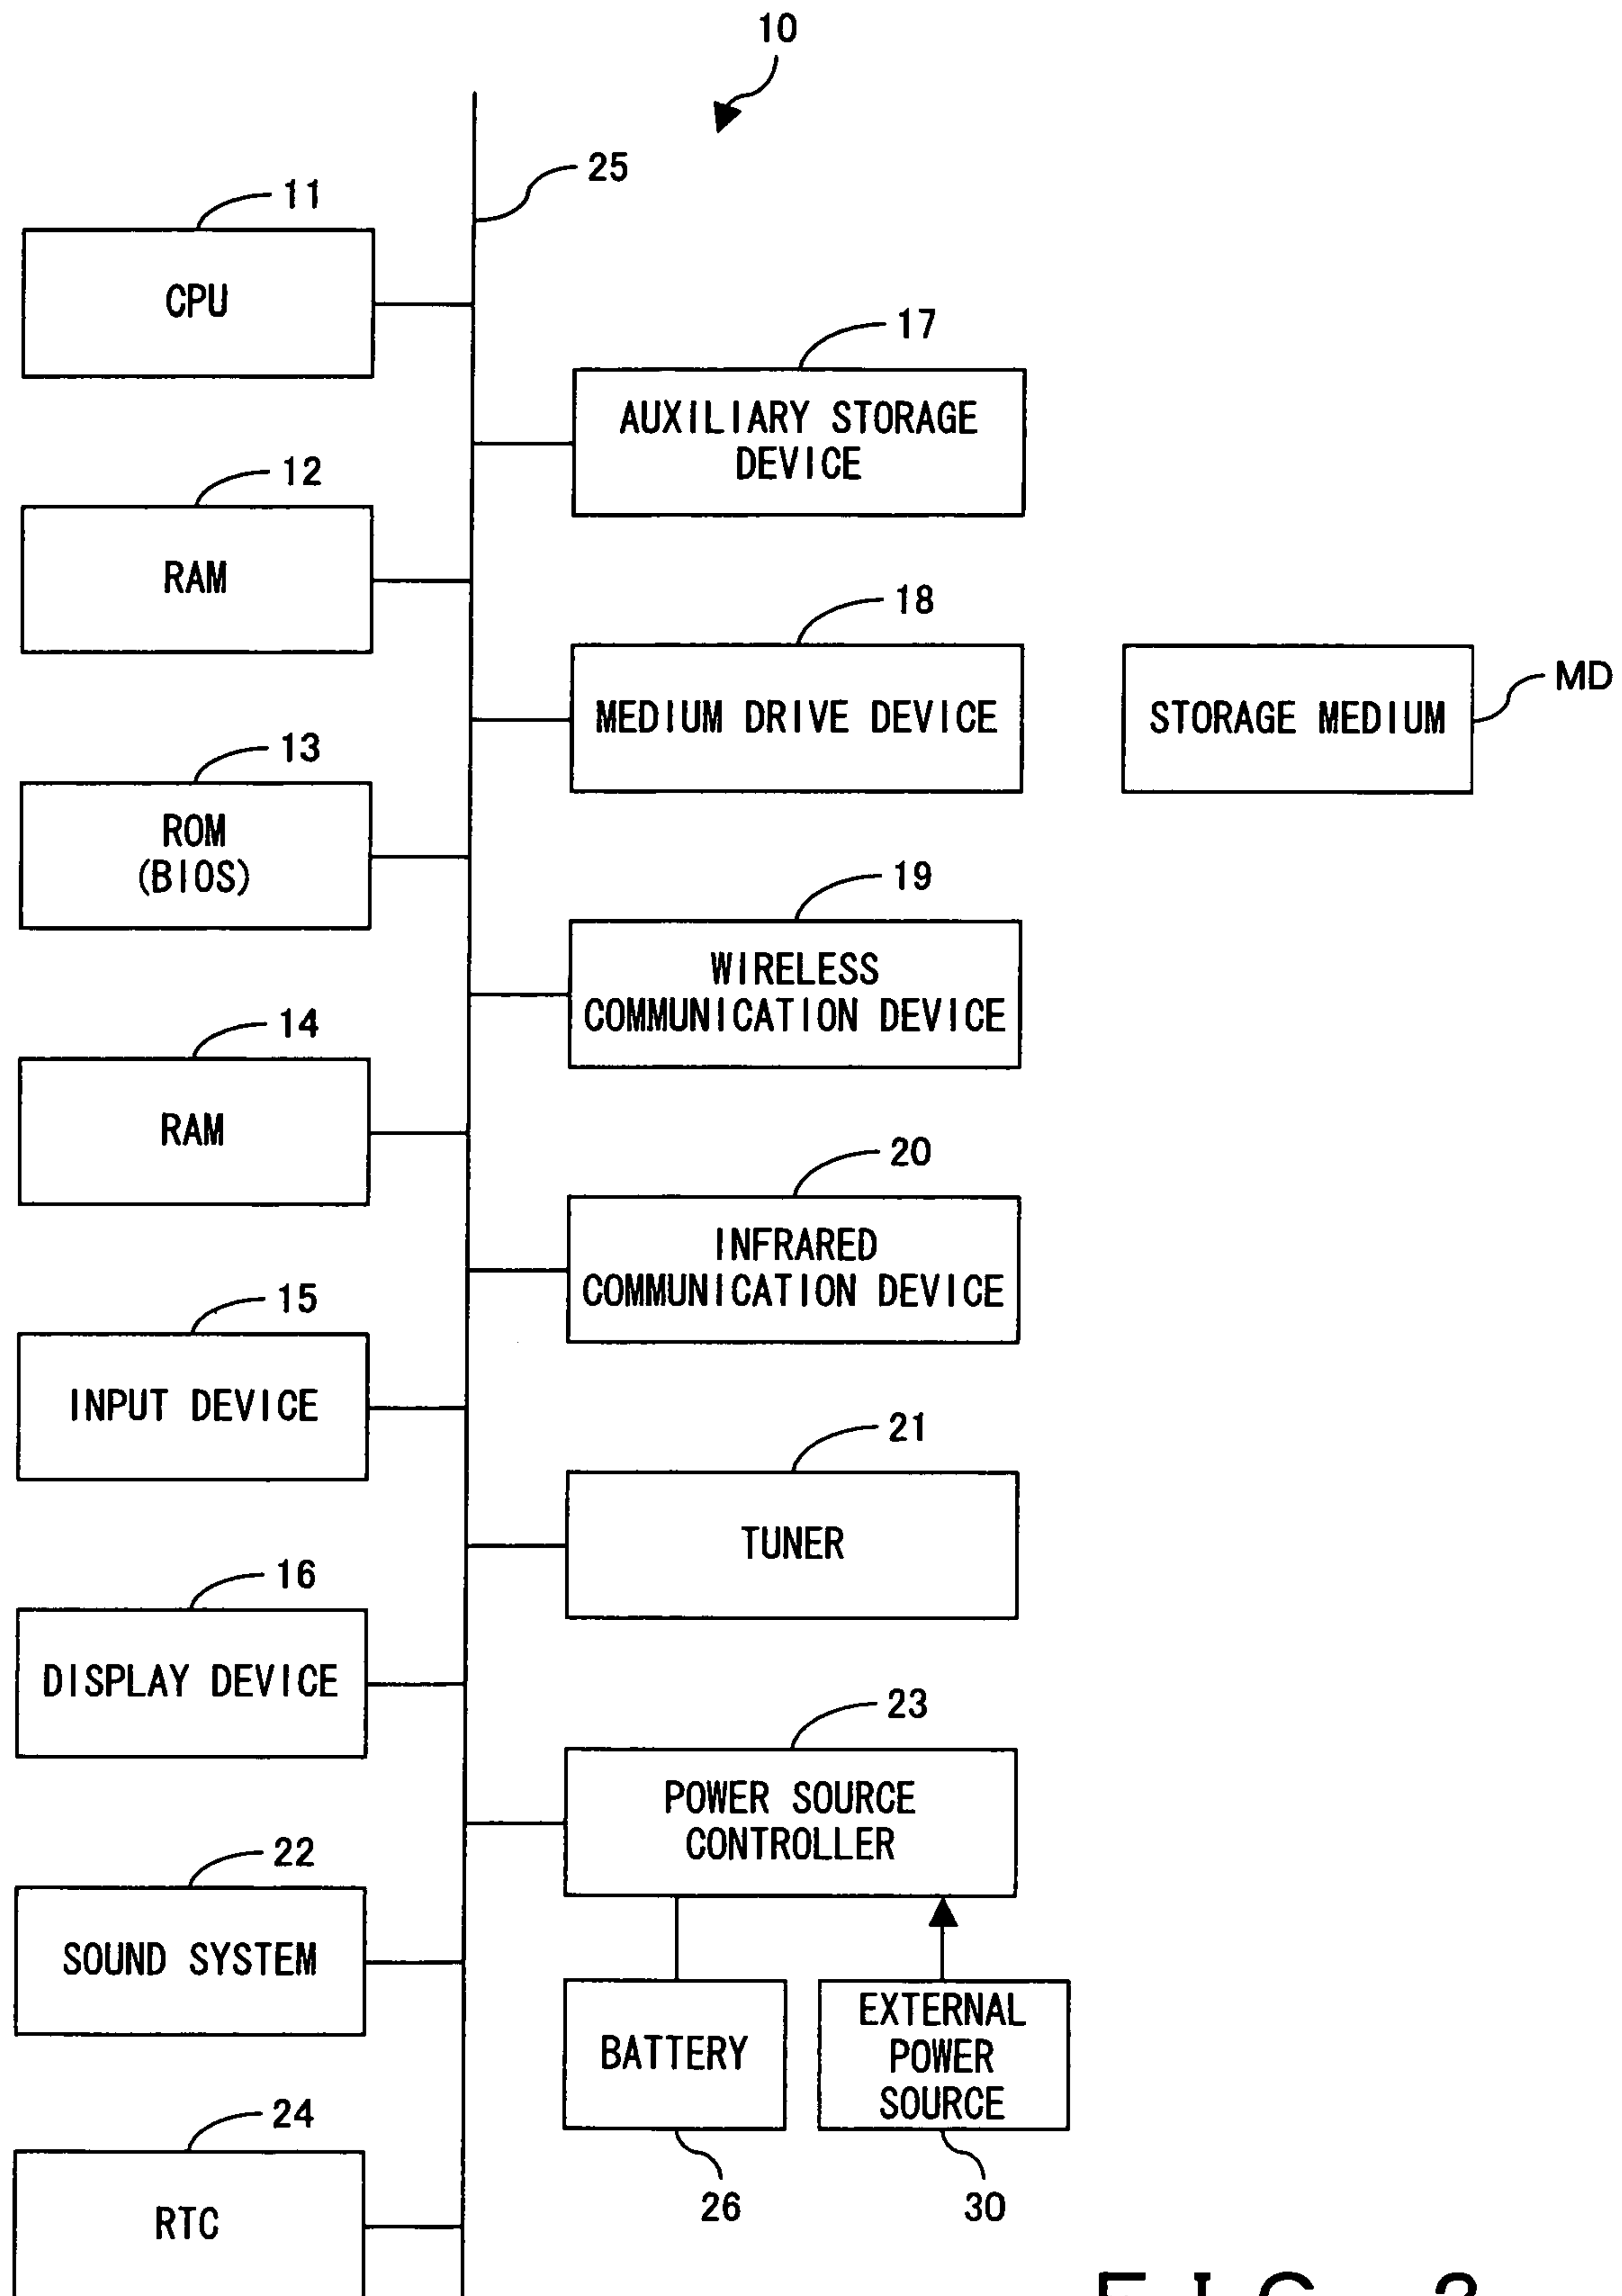 10
25
11
CPU
17
AUXILIARY STORAGE
DEVICE
12
RAM
18
MEDIUM DRIVE DEVICE
STORAGE MEDIUM
MD
13
ROM
(BIOS)
19
WIRELESS
COMMUNICATION DEVICE
14
RAM
20
INFRARED
COMMUNICATION DEVICE
15
INPUT DEVICE
21
TUNER
16
DISPLAY DEVICE
23
POWER SOURCE
CONTROLLER
22
SOUND SYSTEM
BATTERY
EXTERNAL
POWER
SOURCE
24
RTC
26
30